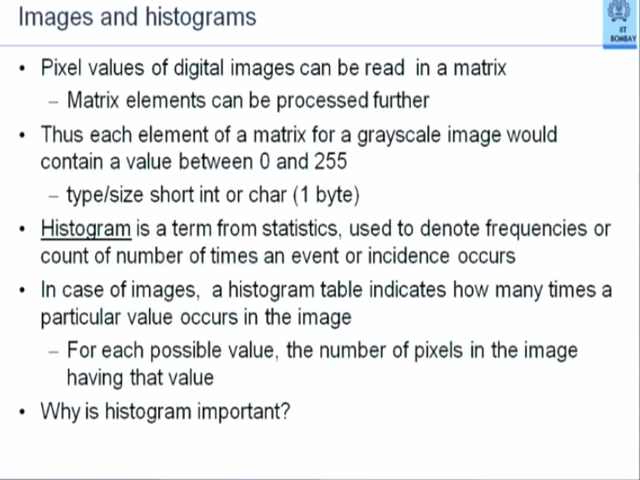 Images and histograms
IIT
BOMBAY
• Pixel values of digital images can be read in a matrix
– Matrix elements can be processed further
• Thus each element of a matrix for a grayscale image would
contain a value between 0 and 255
– type/size short int or char (1 byte)
• Histogram is a term from statistics, used to denote frequencies or
count of number of times an event or incidence occurs
• In case of images, a histogram table indicates how many times a
particular value occurs in the image
– For each possible value, the number of pixels in the image
having that value
• Why is histogram important?